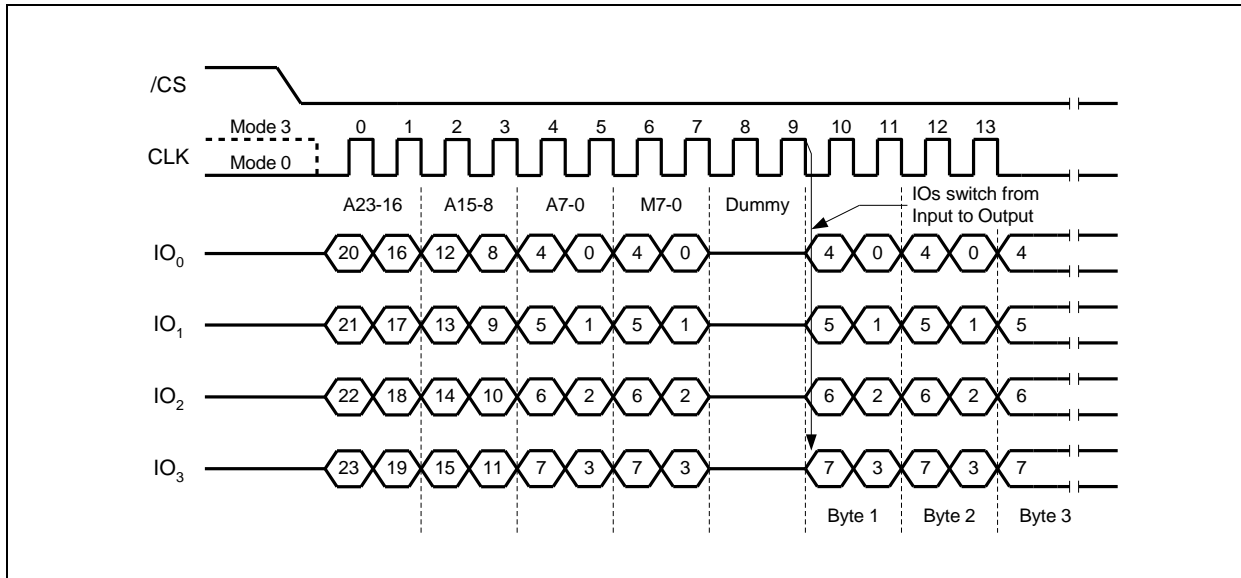 /CS
Mode 3 0 1 2 3 4 5 6 7 8 9 10 11 12 13
CLK
Mode 0
IOs switch from
Input to Output
A23-16 A15-8 A7-0 M7-0 Dummy
IO0 20 16 12 8 4 0 4 0 4 0 4 0 4
IO1 21 17 13 9 5 1 5 1 5 1 5 1 5
IO2 22 18 14 10 6 2 6 2 6 2 6 2 6
IO3 23 19 15 11 7 3 7 3 7 3 7 3 7
Byte 1 Byte 2 Byte 3